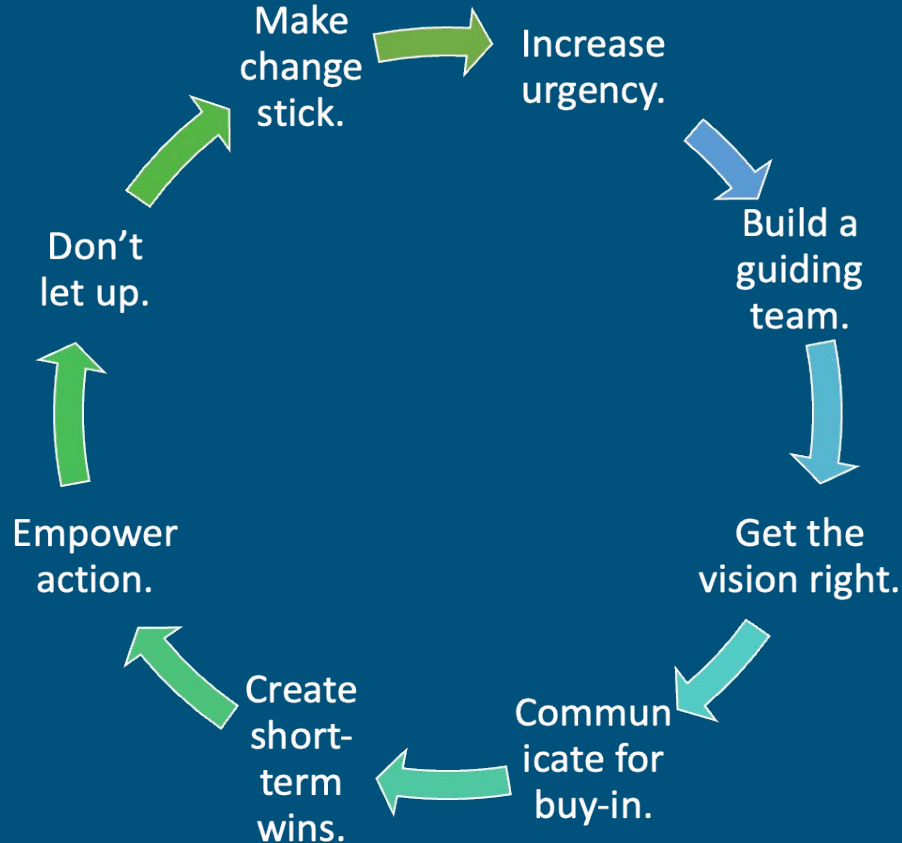 Increase
urgency.
Build a
guiding
team.
Get the
vision right.
Commun
icate for
buy-in.
Create
short-
term
wins.
Empower
action.
Don’t
let up.
Make
change
stick.